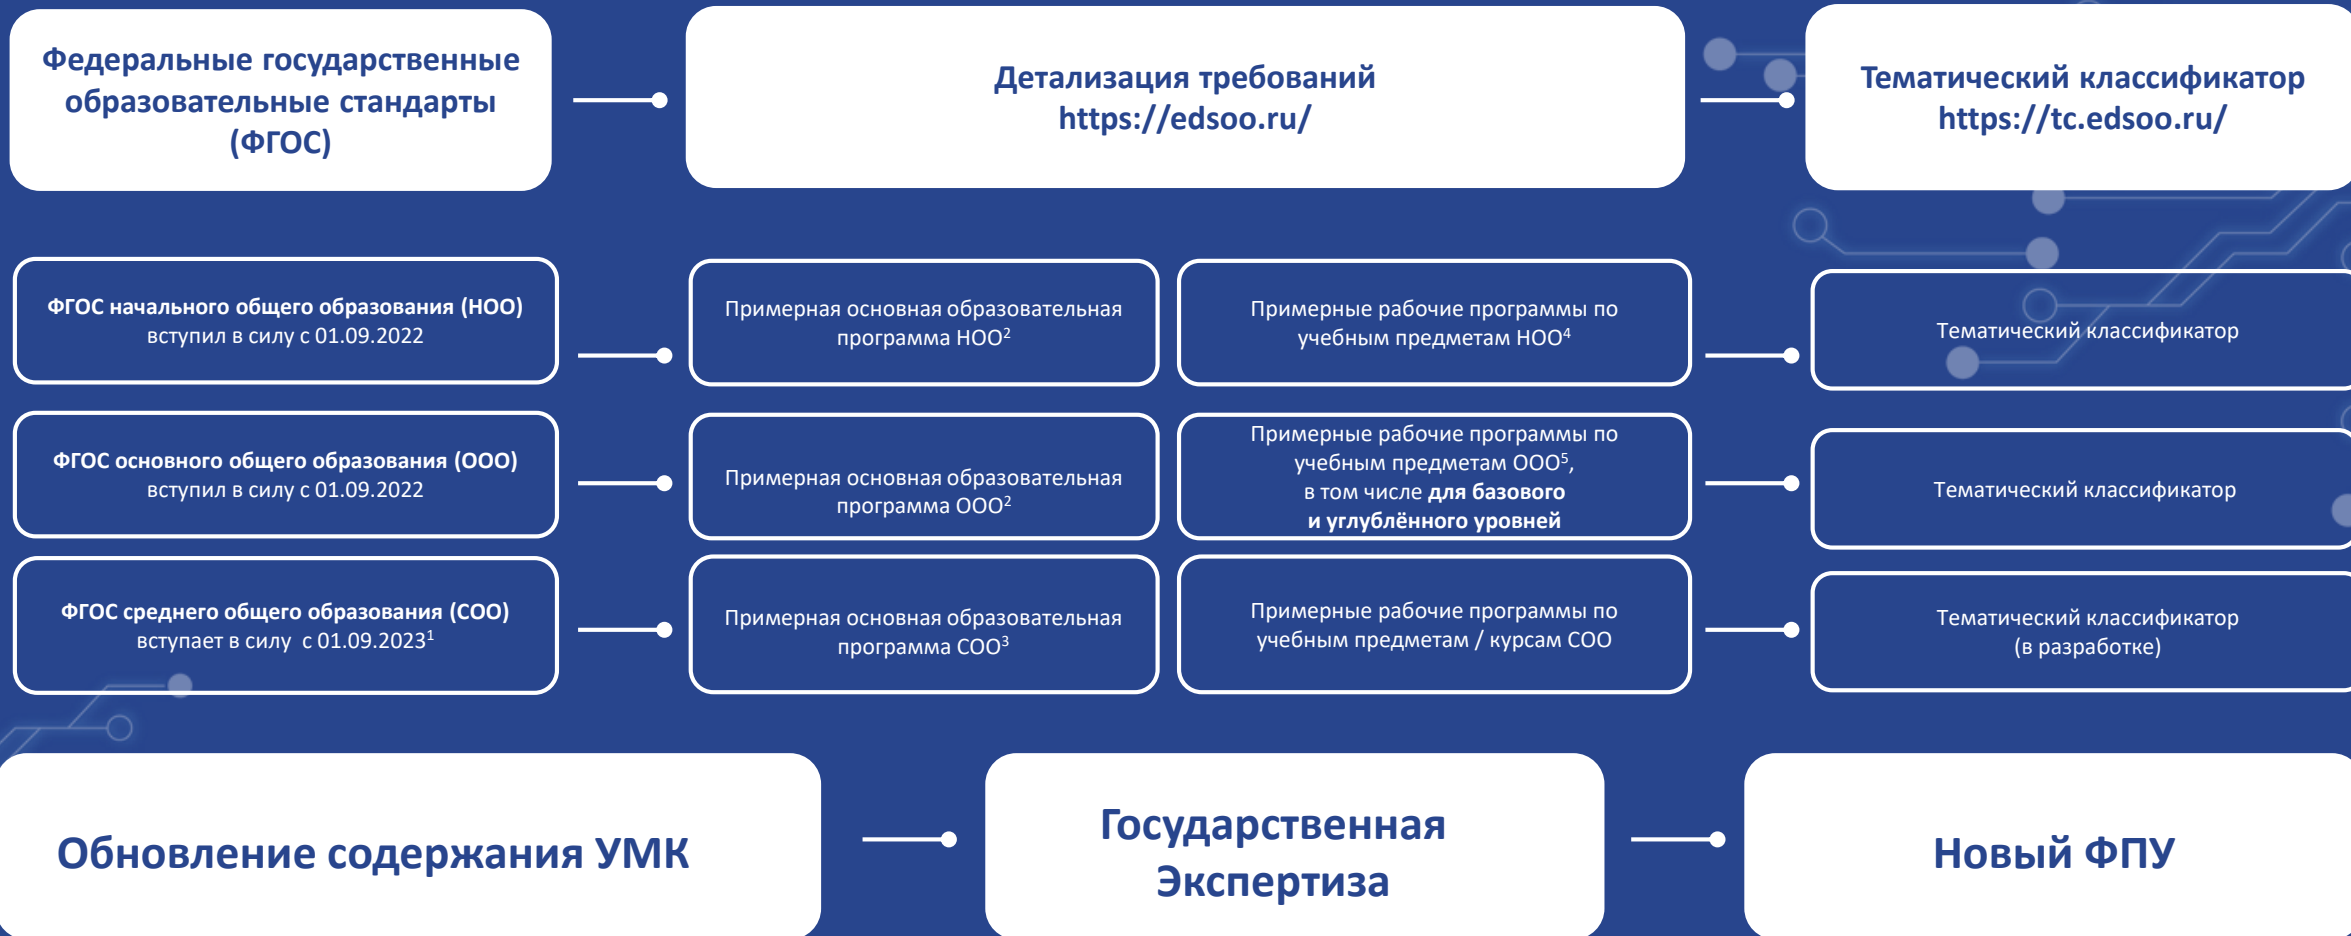 Федеральные государственные
образовательные стандарты
(ФГОС)
Детализация требований
https://edsoo.ru/
Тематический классификатор
https://tc.edsoo.ru/
ФГОС начального общего образования (НОО)
вступил в силу с 01.09.2022
Примерная основная образовательная
программа НОО²
Примерные рабочие программы по
учебным предметам НОО⁴
Тематический классификатор
ФГОС основного общего образования (ООО)
вступил в силу с 01.09.2022
Примерная основная образовательная
программа ООО²
Примерные рабочие программы по
учебным предметам ООО⁵,
в том числе для базового
и углублённого уровней
Тематический классификатор
ФГОС среднего общего образования (СОО)
вступает в силу с 01.09.2023¹
Примерная основная образовательная
программа СОО³
Примерные рабочие программы по
учебным предметам / курсам СОО
Тематический классификатор
(в разработке)
Обновление содержания УМК
Государственная
Экспертиза
Новый ФПУ